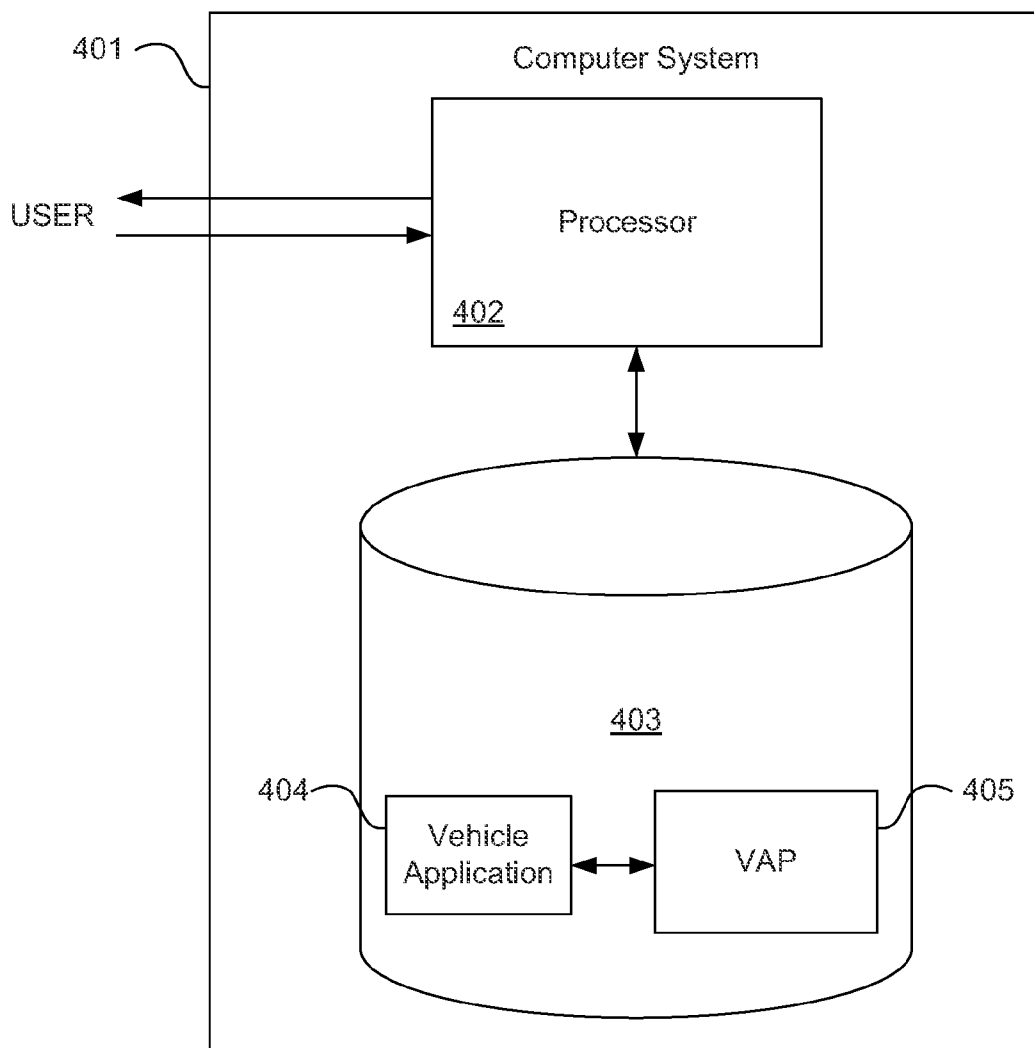 401
Computer System
USER
Processor
402
403
404
Vehicle
Application
VAP
405